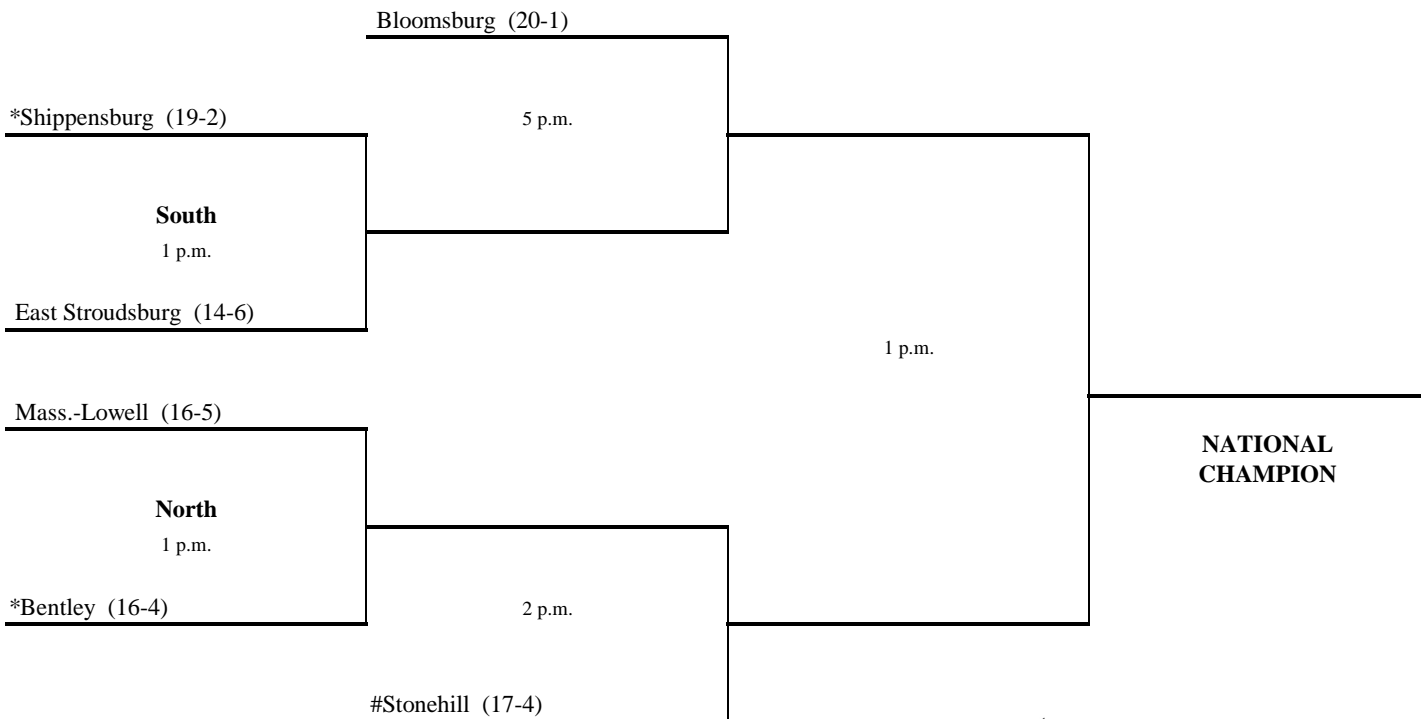 Bloomsburg (20-1)
*Shippensburg (19-2)
5 p.m.
South
1 p.m.
East Stroudsburg (14-6)
1 p.m.
Mass.-Lowell (16-5)
NATIONAL
CHAMPION
North
1 p.m.
*Bentley (16-4)
2 p.m.
#Stonehill (17-4)